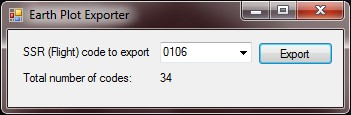 Earth Plot Exporter
SSR (Flight) code to export 0106 Export
Total number of codes: 34